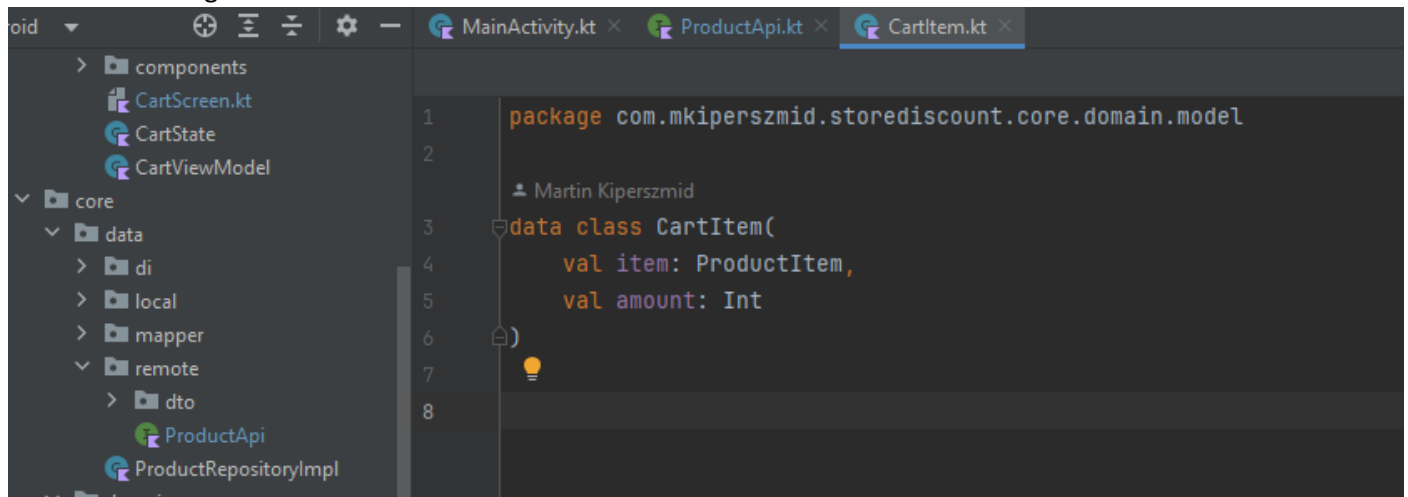 oid
MainActivity.kt
ProductApi.kt
CartItem.kt
components
CartScreen.kt
CartState
CartViewModel
core
data
di
local
mapper
remote
dto
ProductApi
ProductRepositoryImpl
1 package com.mkiperszmid.storediscount.core.domain.model
2
Martin Kiperszmid
3 data class CartItem(
4 val item: ProductItem,
5 val amount: Int
6 )
7
8